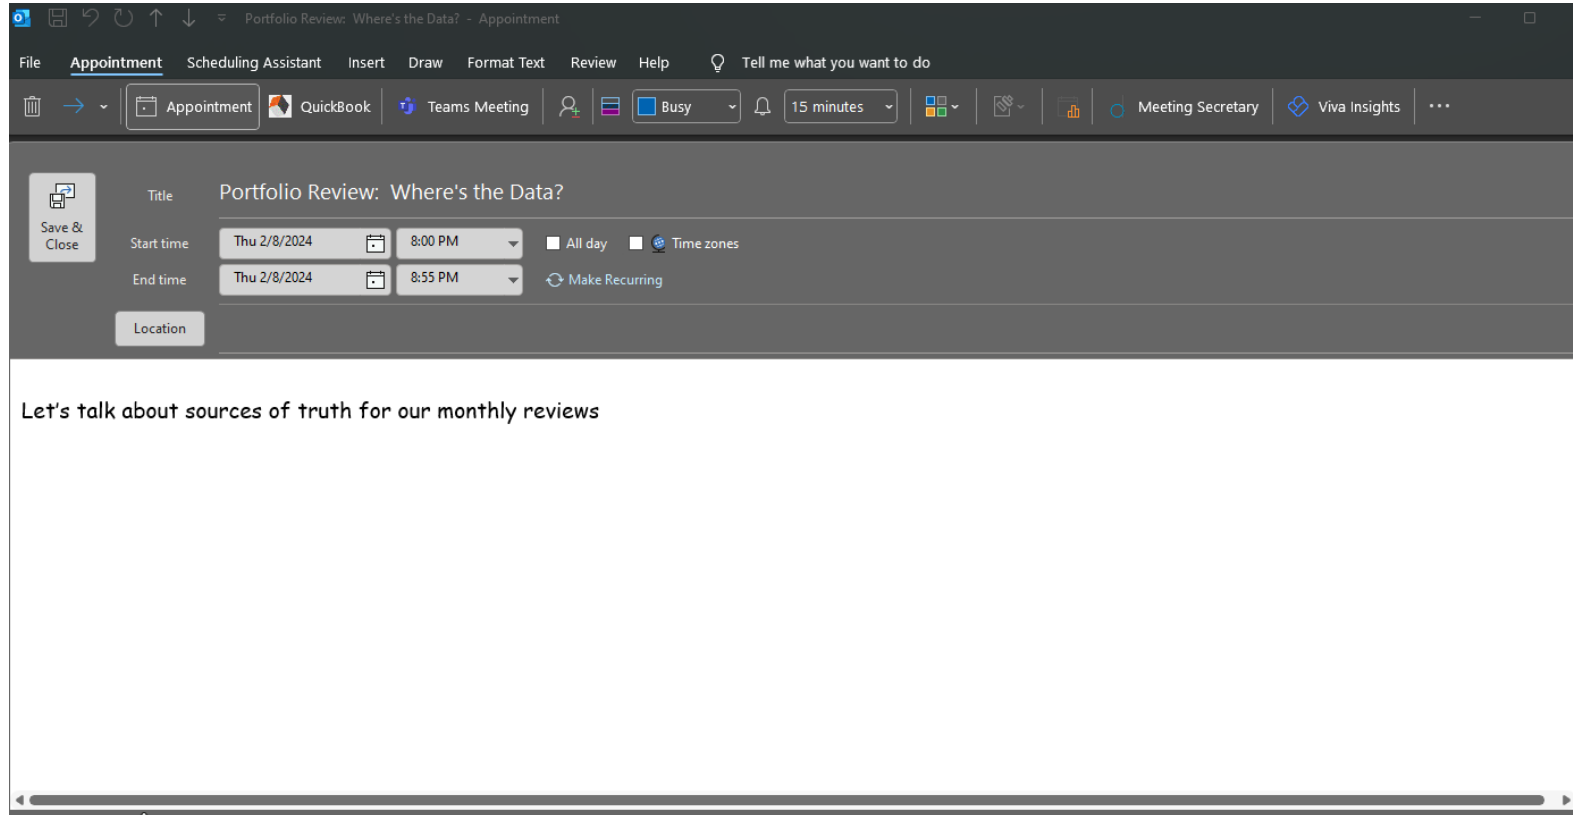 Portfolio Review:  Where's the Data?  -  Appointment
File Appointment Scheduling Assistant Insert Draw Format Text Review Help Tell me what you want to do
Appointment QuickBook Teams Meeting Busy 15 minutes Meeting Secretary Viva Insights ...
Title Portfolio Review:  Where's the Data?
Save &
Close
Start time Thu 2/8/2024 8:00 PM All day Time zones
End time Thu 2/8/2024 8:55 PM Make Recurring
Location
Let's talk about sources of truth for our monthly reviews